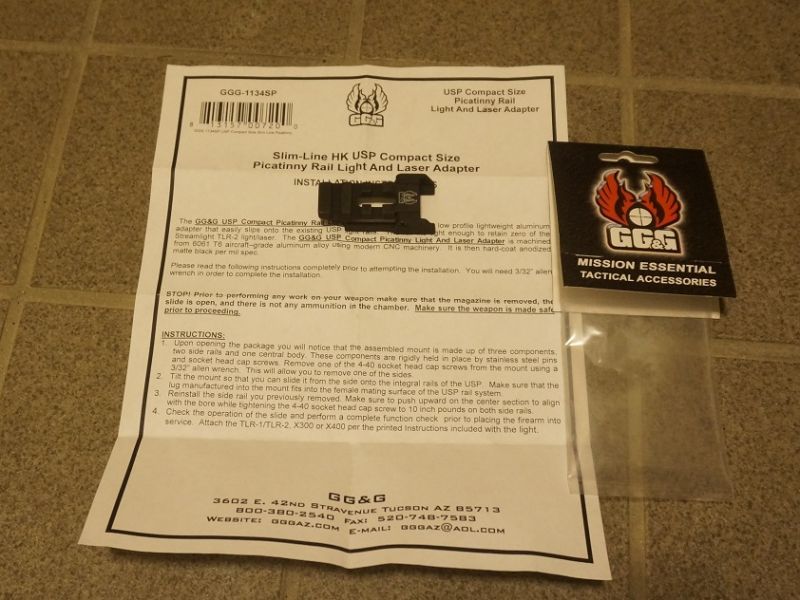 GGG-1134SP
8 13157 00720 0
GG&G
USP Compact Size
Picatinny Rail
Light And Laser Adapter
Slim-Line HK USP Compact Size
Picatinny Rail Light And Laser Adapter
INSTALLATION
The GG&G USP Compact Picatinny Rail low profile lightweight aluminum
adapter that easily slips onto the existing USP enough to retain zero of the
Streamlight TLR-2 light/laser. The GG&G USP Compact Picatinny Light And Laser Adapter is machined
from 6061 T6 aircraft-grade aluminum alloy using modern CNC machinery. It is then hard-coat anodized
matte black per mil spec.
Please read the following instructions completely prior to attempting the installation. You will need 3/32" allen
wrench in order to complete the installation.
STOP! Prior to performing any work on your weapon make sure that the magazine is removed, the
slide is open, and there is not any ammunition in the chamber. Make sure the weapon is made safe
prior to proceeding.
INSTRUCTIONS:
1. Upon opening the package you will notice that the assembled mount is made up of three components,
two side rails and one central body. These components are rigidly held in place by stainless steel pins
and socket head cap screws. Remove one of the 4-40 socket head cap screws from the mount using a
3/32" allen wrench. This will allow you to remove one of the sides.
2. Tilt the mount so that you can slide it from the side onto the integral rails of the USP. Make sure that the
lug manufactured into the mount fits into the female mating surface of the USP rail system.
3. Reinstall the side rail you previously removed. Make sure to push upward on the center section to align
with the bore while tightening the 4-40 socket head cap screw to 10 inch pounds on both side rails.
4. Check the operation of the slide and perform a complete function check prior to placing the firearm into
service. Attach the TLR-1/TLR-2, X300 or X400 per the printed Instructions included with the light.
GG&G
3602 E. 42nd Stravenue Tucson AZ 85713
800-380-2540 Fax: 520-748-7583
Website: gggaz.com E-mail: gggaz@aol.com
GG&G
MISSION ESSENTIAL
TACTICAL ACCESSORIES